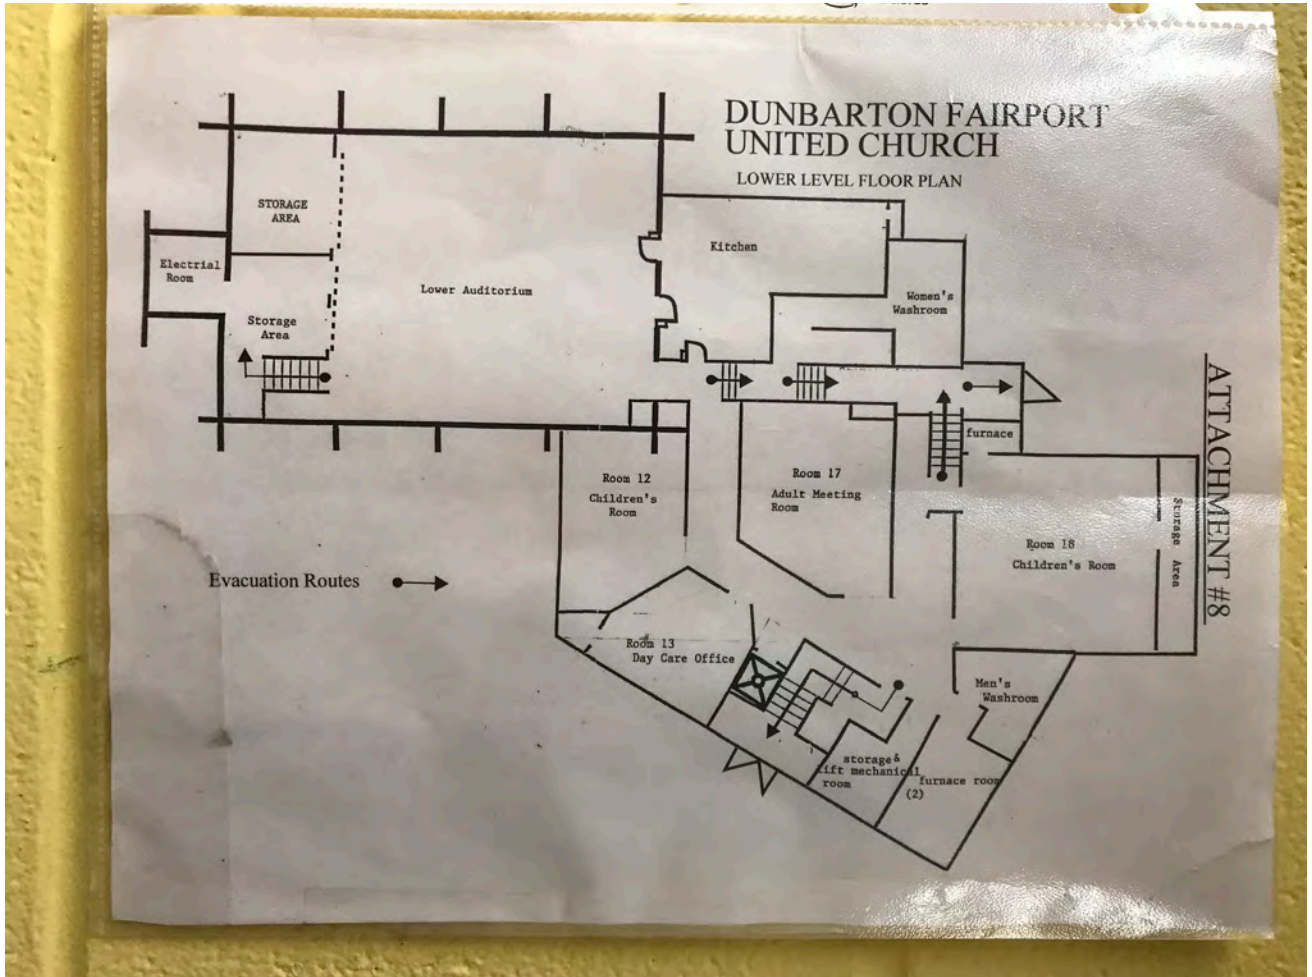 DUNBARTON FAIRPORT
UNITED CHURCH
LOWER LEVEL FLOOR PLAN
STORAGE
AREA
Electrial
Room
Storage
Area
Lower Auditorium
Kitchen
Women's
Washroom
furnace
Room 12
Children's
Room
Room 17
Adult Meeting
Room
Room 18
Children's Room
Storage Area
ATTACHMENT #8
Evacuation Routes
Room 13
Day Care Office
Men's
Washroom
storage &
lift mechanical
room
furnace room
(2)